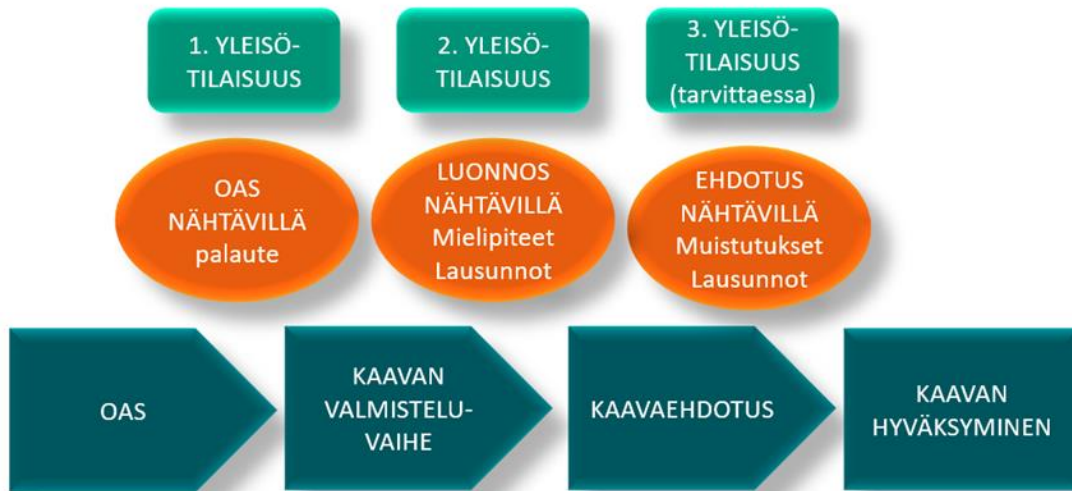 1. YLEISÖ-
TILAISUUS
2. YLEISÖ-
TILAISUUS
3. YLEISÖ-
TILAISUUS
(tarvittaessa)
OAS
NÄHTÄVILLÄ
palaute
LUONNOS
NÄHTÄVILLÄ
Mielipiteet
Lausunnot
EHDOTUS
NÄHTÄVILLÄ
Muistutukset
Lausunnot
OAS
KAAVAN
VALMISTELU-
VAIHE
KAAVAEHDOTUS
KAAVAN
HYVÄKSYMINEN